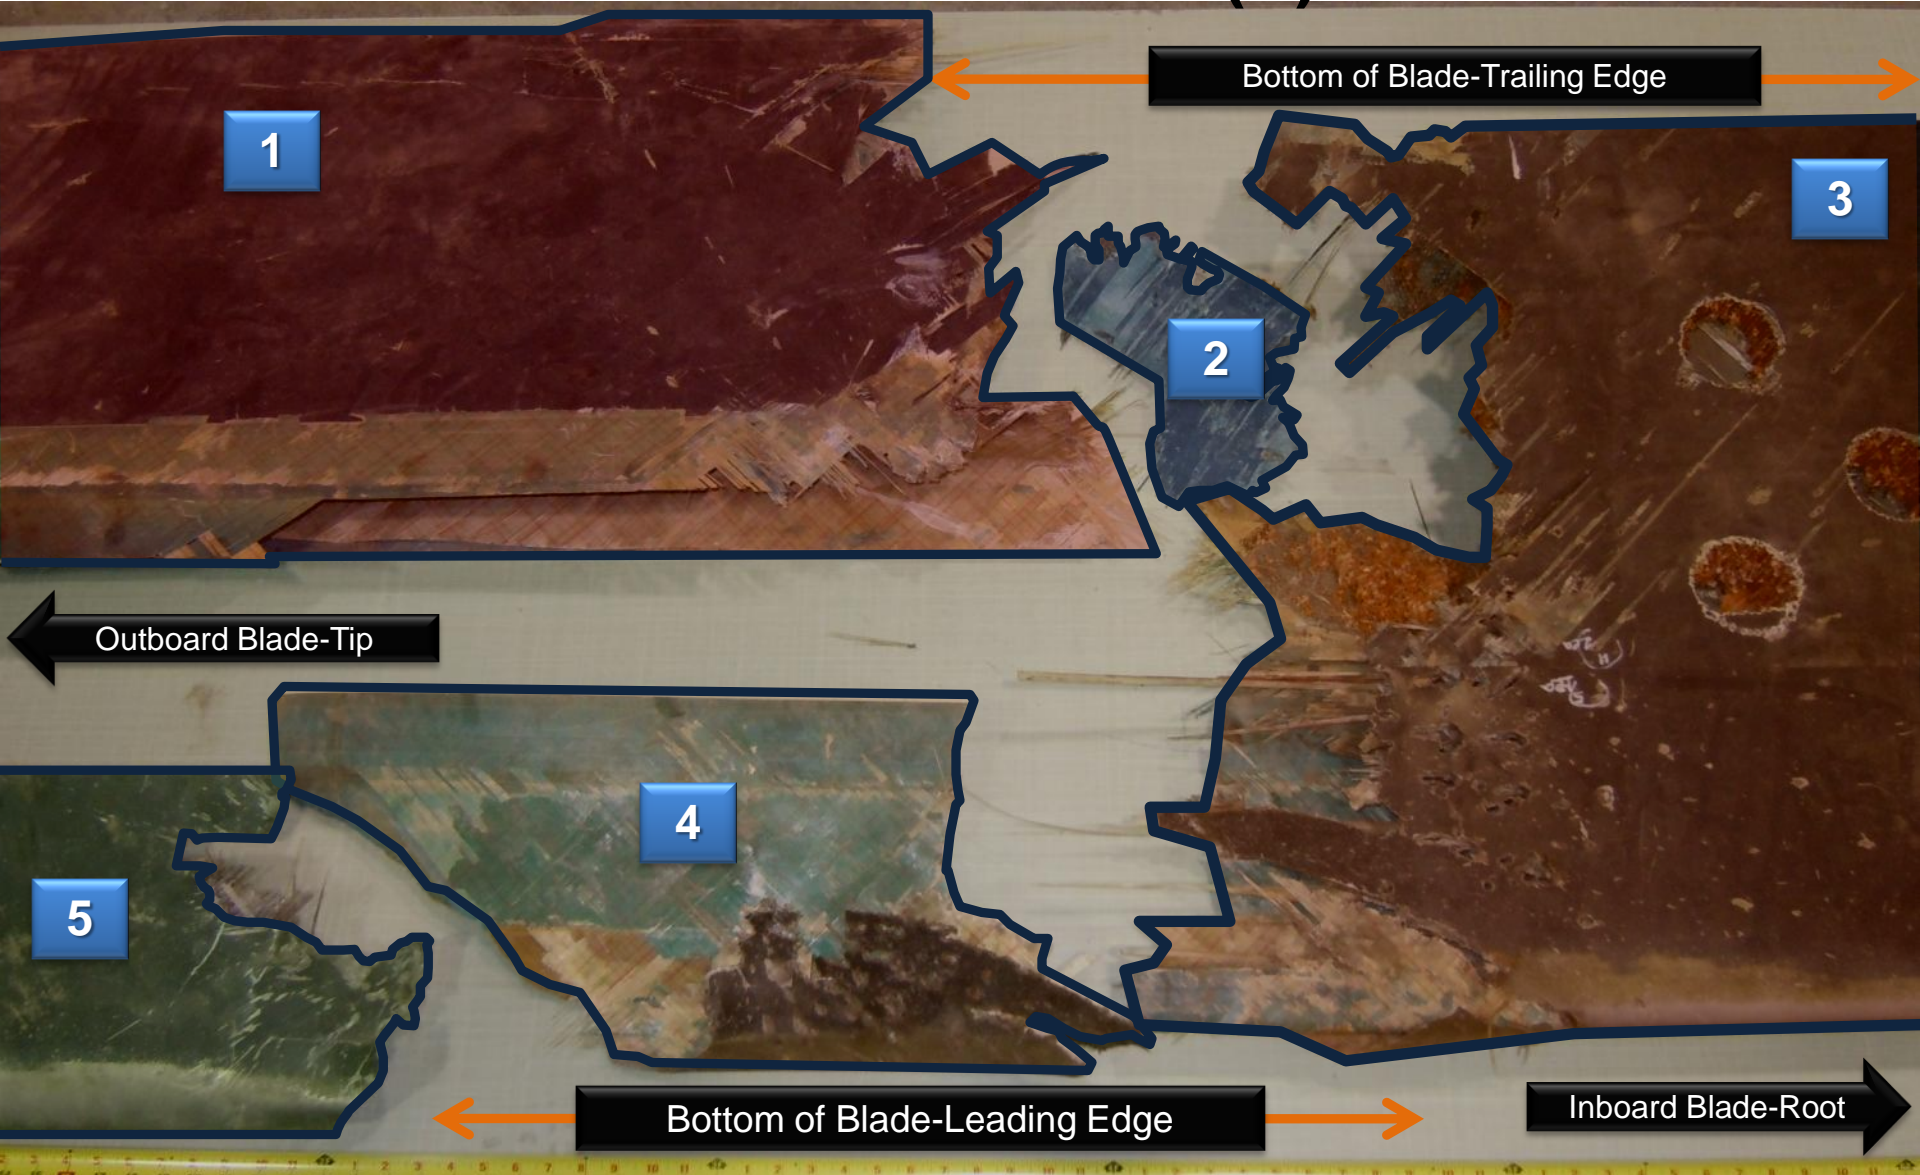 Bottom of Blade-Trailing Edge
1
3
2
Outboard Blade-Tip
4
5
Bottom of Blade-Leading Edge
Inboard Blade-Root